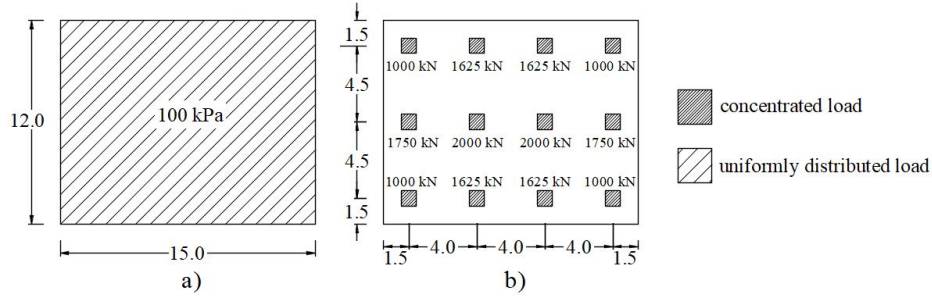 12.0
100 kPa
15.0
a)
1.5
4.5
4.5
1.5
1000 kN 1625 kN 1625 kN 1000 kN
1750 kN 2000 kN 2000 kN 1750 kN
1000 kN 1625 kN 1625 kN 1000 kN
1.5 4.0 4.0 4.0 1.5
b)
concentrated load
uniformly distributed load